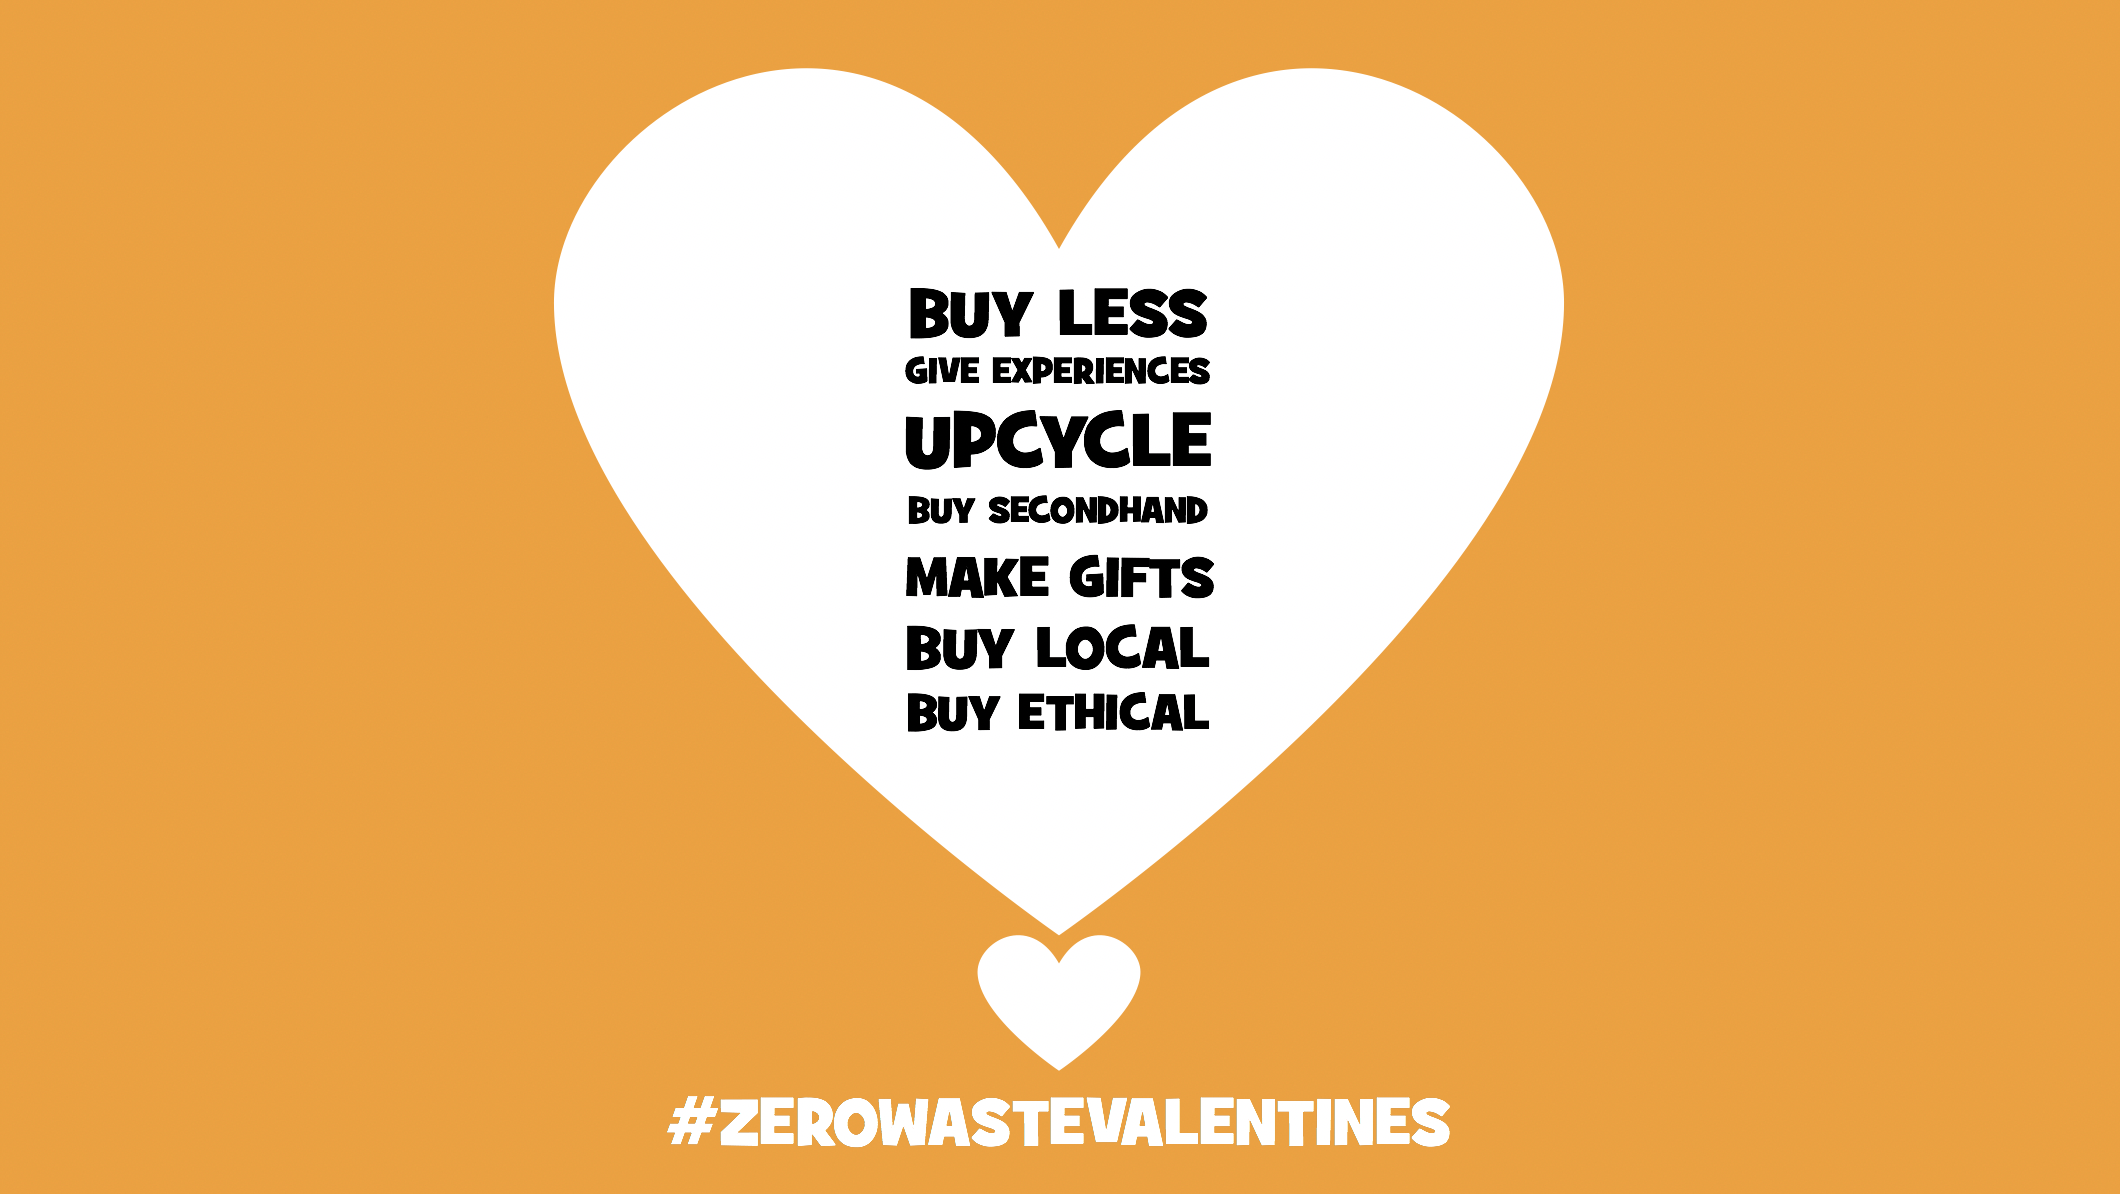 BUY LESS
GIVE EXPERIENCES
UPCYCLE
BUY SECONDHAND
MAKE GIFTS
BUY LOCAL
BUY ETHICAL
#ZEROWASTEVALENTINES